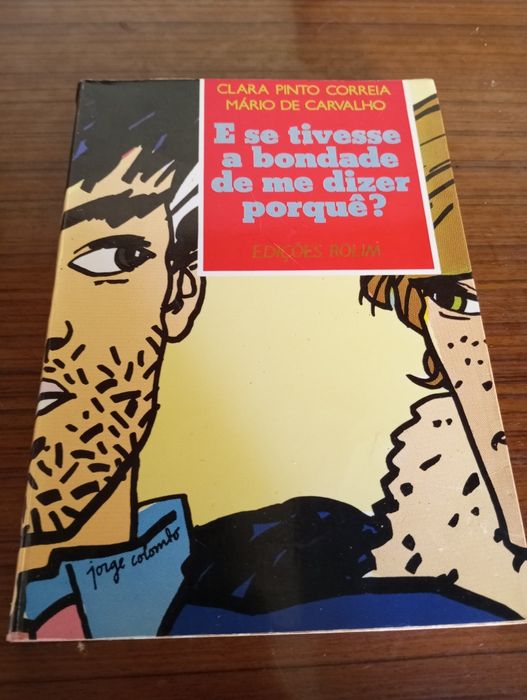 CLARA PINTO CORREIA
MÁRIO DE CARVALHO
E se tivesse
a bondade
de me dizer
porquê?
EDIÇÕES ROLIM
jorge colombo